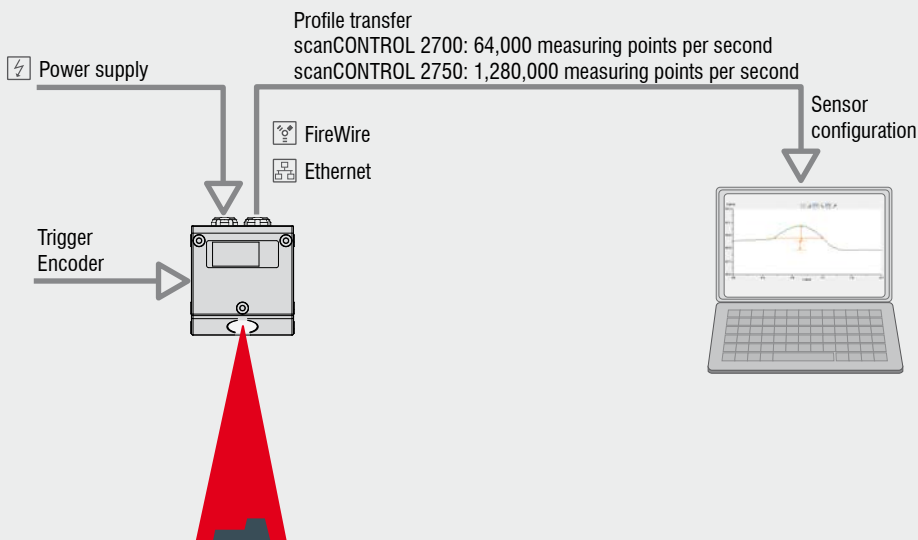 Profile transfer
scanCONTROL 2700: 64,000 measuring points per second
scanCONTROL 2750: 1,280,000 measuring points per second
Power supply
Sensor
configuration
FireWire
Ethernet
Trigger
Encoder